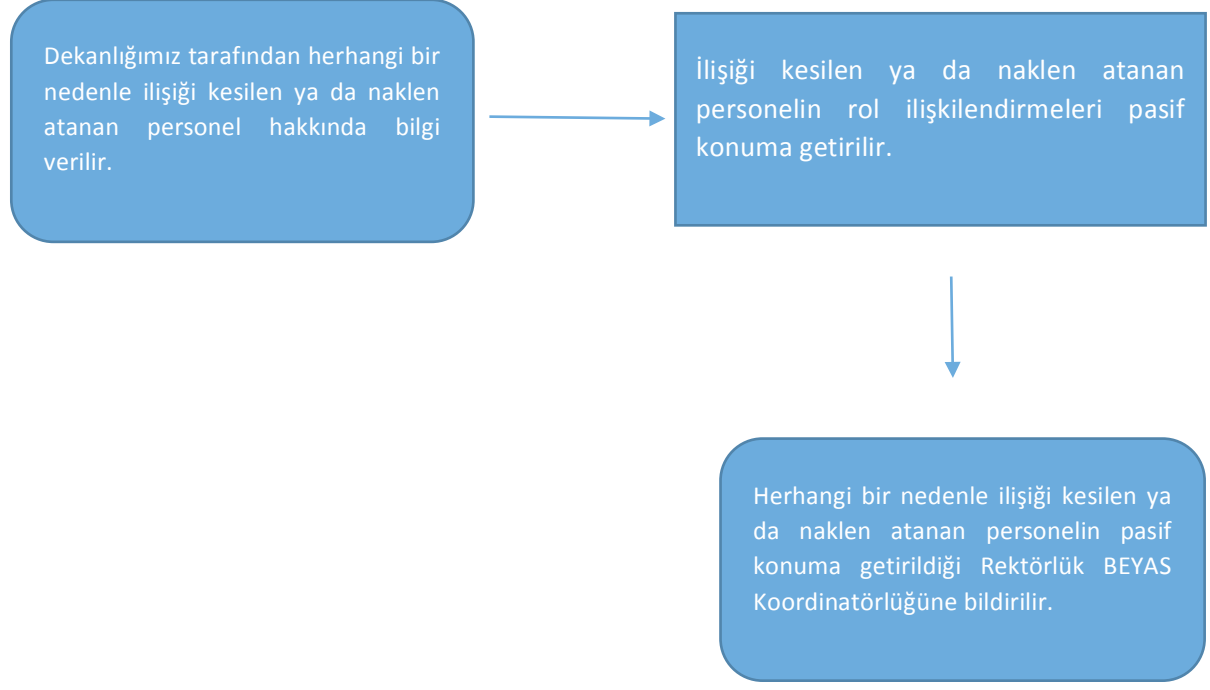 Dekanlığımız tarafından herhangi bir
nedenle ilişiği kesilen ya da naklen
atanan personel hakkında bilgi
verilir.
İlişiği kesilen ya da naklen atanan
personelin rol ilişkilendirmeleri pasif
konuma getirilir.
Herhangi bir nedenle ilişiği kesilen ya
da naklen atanan personelin pasif
konuma getirildiği Rektörlük BEYAS
Koordinatörlüğüne bildirilir.